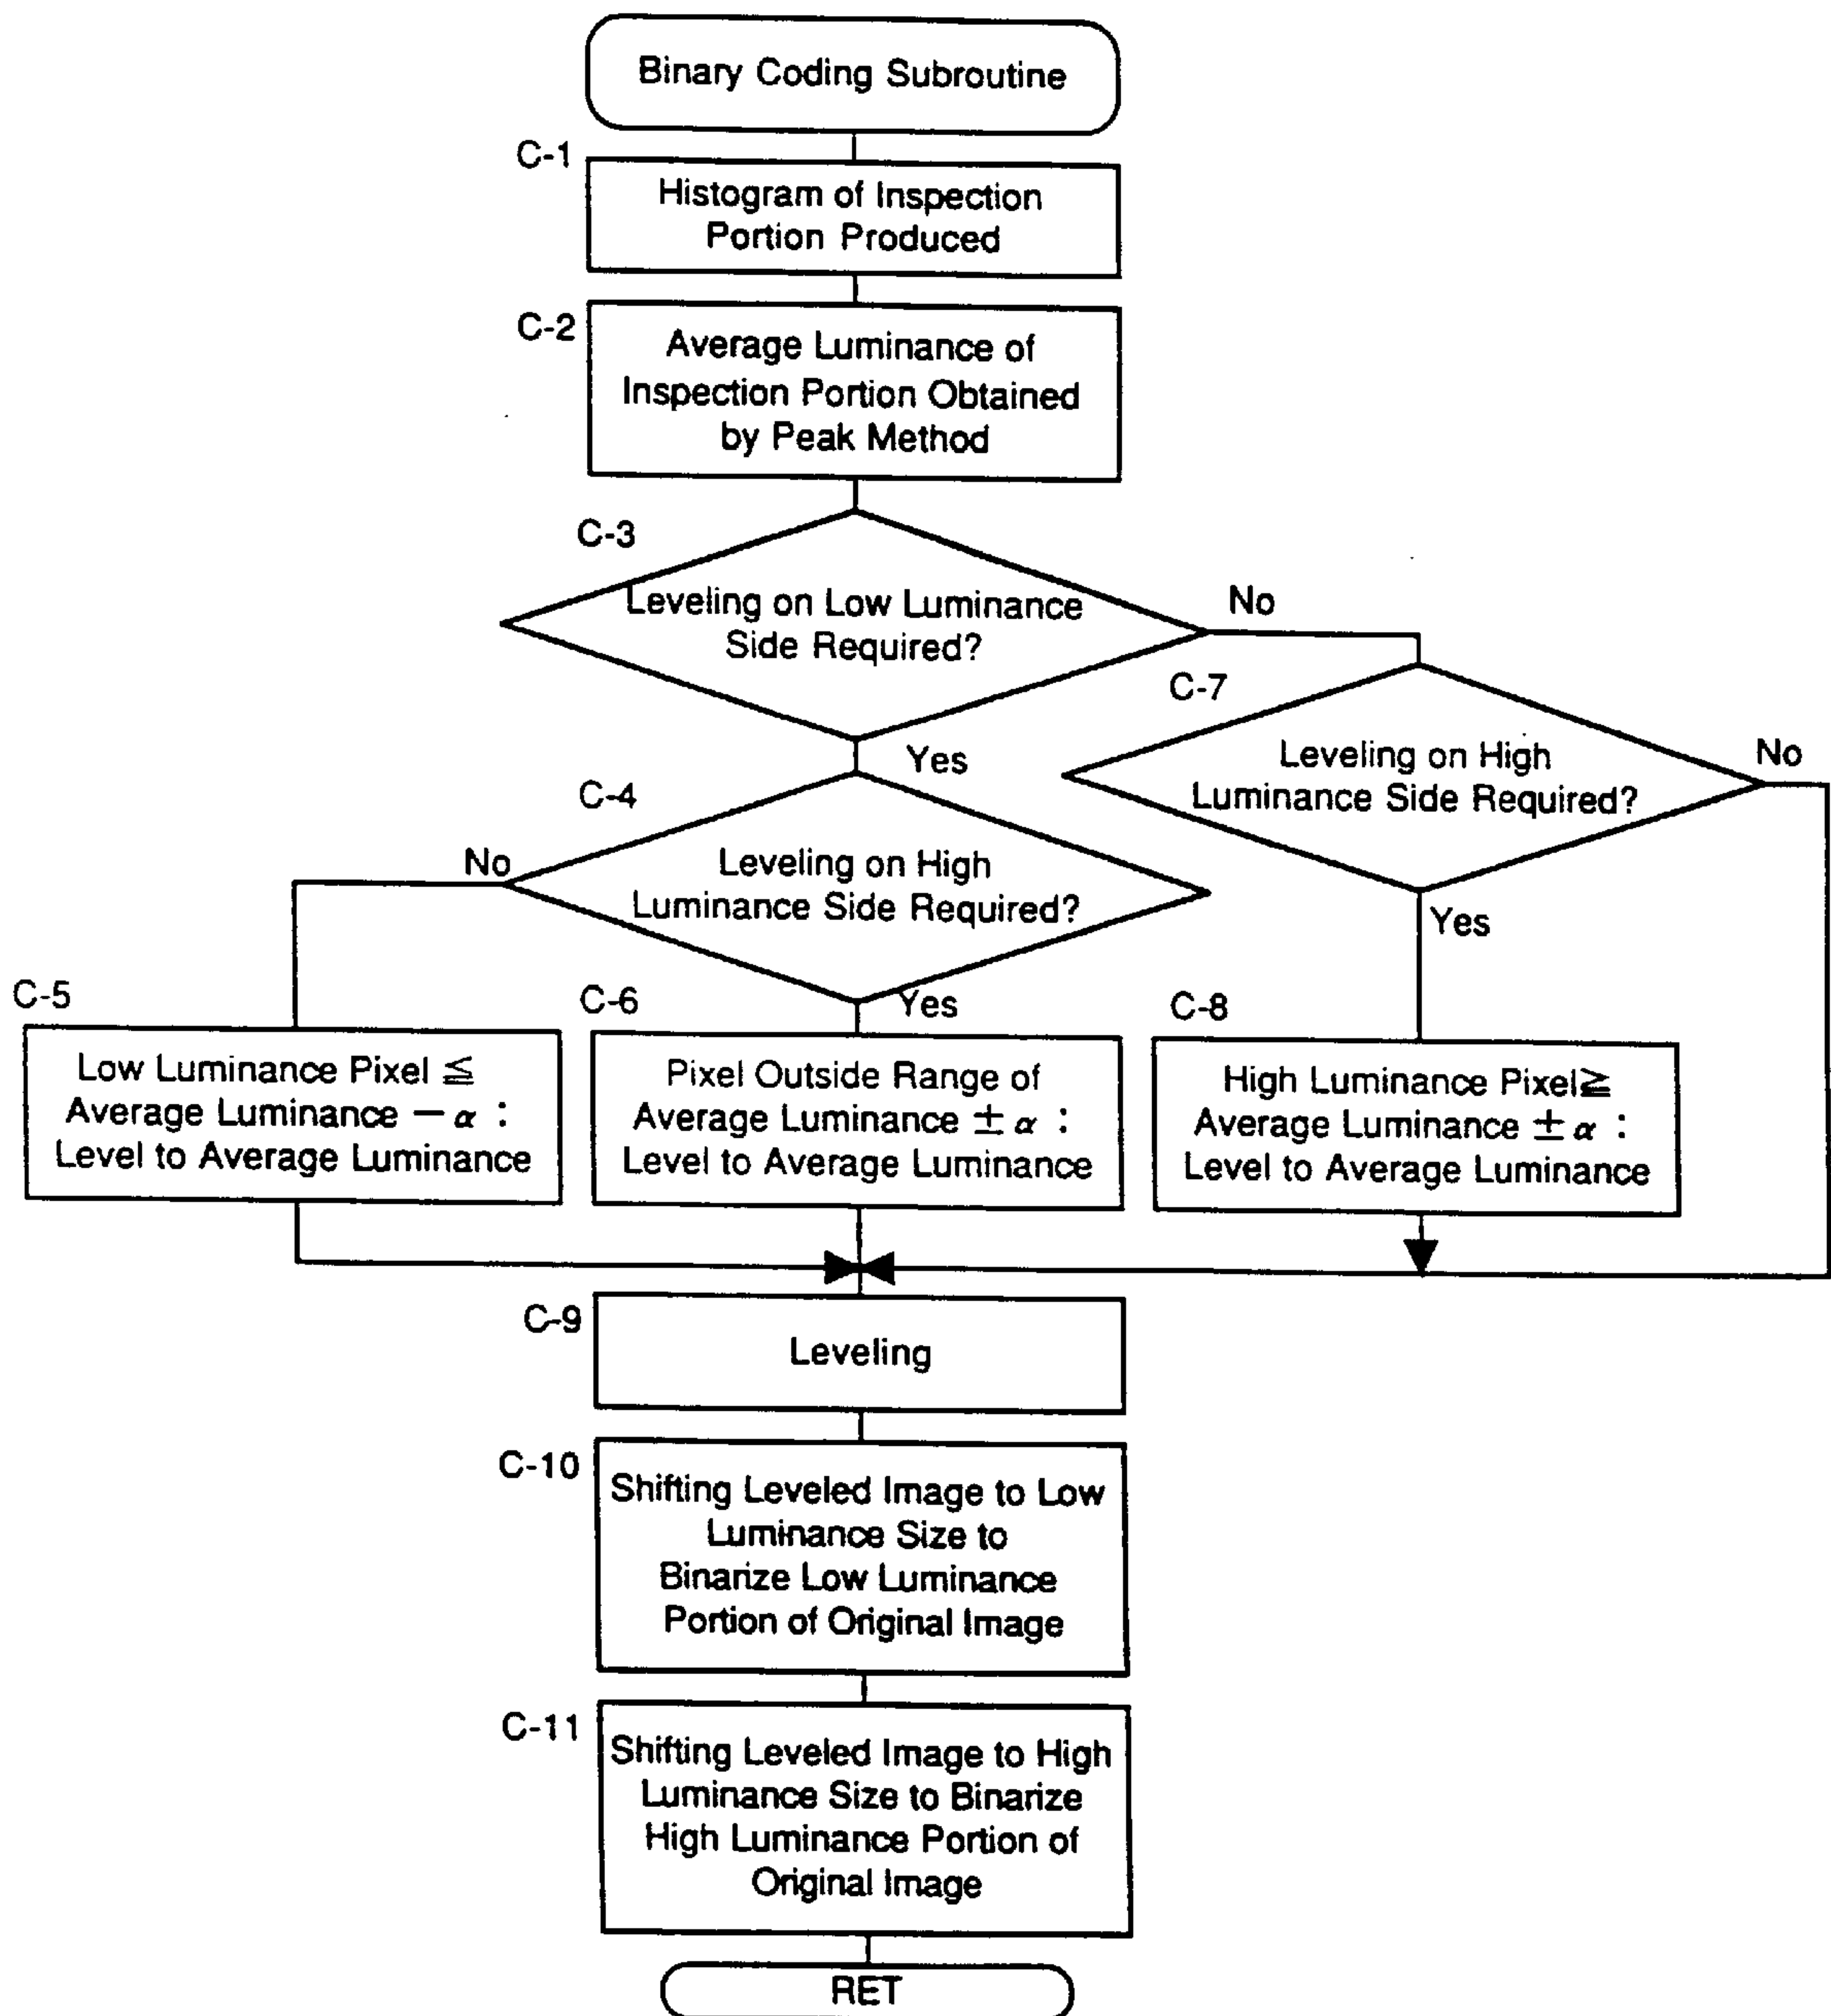 Binary Coding Subroutine
C-1
Histogram of Inspection
Portion Produced
C-2
Average Luminance of
Inspection Portion Obtained
by Peak Method
C-3
Leveling on Low Luminance
Side Required?
No
Yes
C-7
Leveling on High
Luminance Side Required?
No
Yes
C-4
Leveling on High
Luminance Side Required?
No
Yes
C-5
Low Luminance Pixel ≦
Average Luminance − α :
Level to Average Luminance
C-6
Pixel Outside Range of
Average Luminance ± α :
Level to Average Luminance
C-8
High Luminance Pixel≧
Average Luminance ± α :
Level to Average Luminance
C-9
Leveling
C-10
Shifting Leveled Image to Low
Luminance Size to
Binarize Low Luminance
Portion of Original Image
C-11
Shifting Leveled Image to High
Luminance Size to Binarize
High Luminance Portion of
Original Image
RET